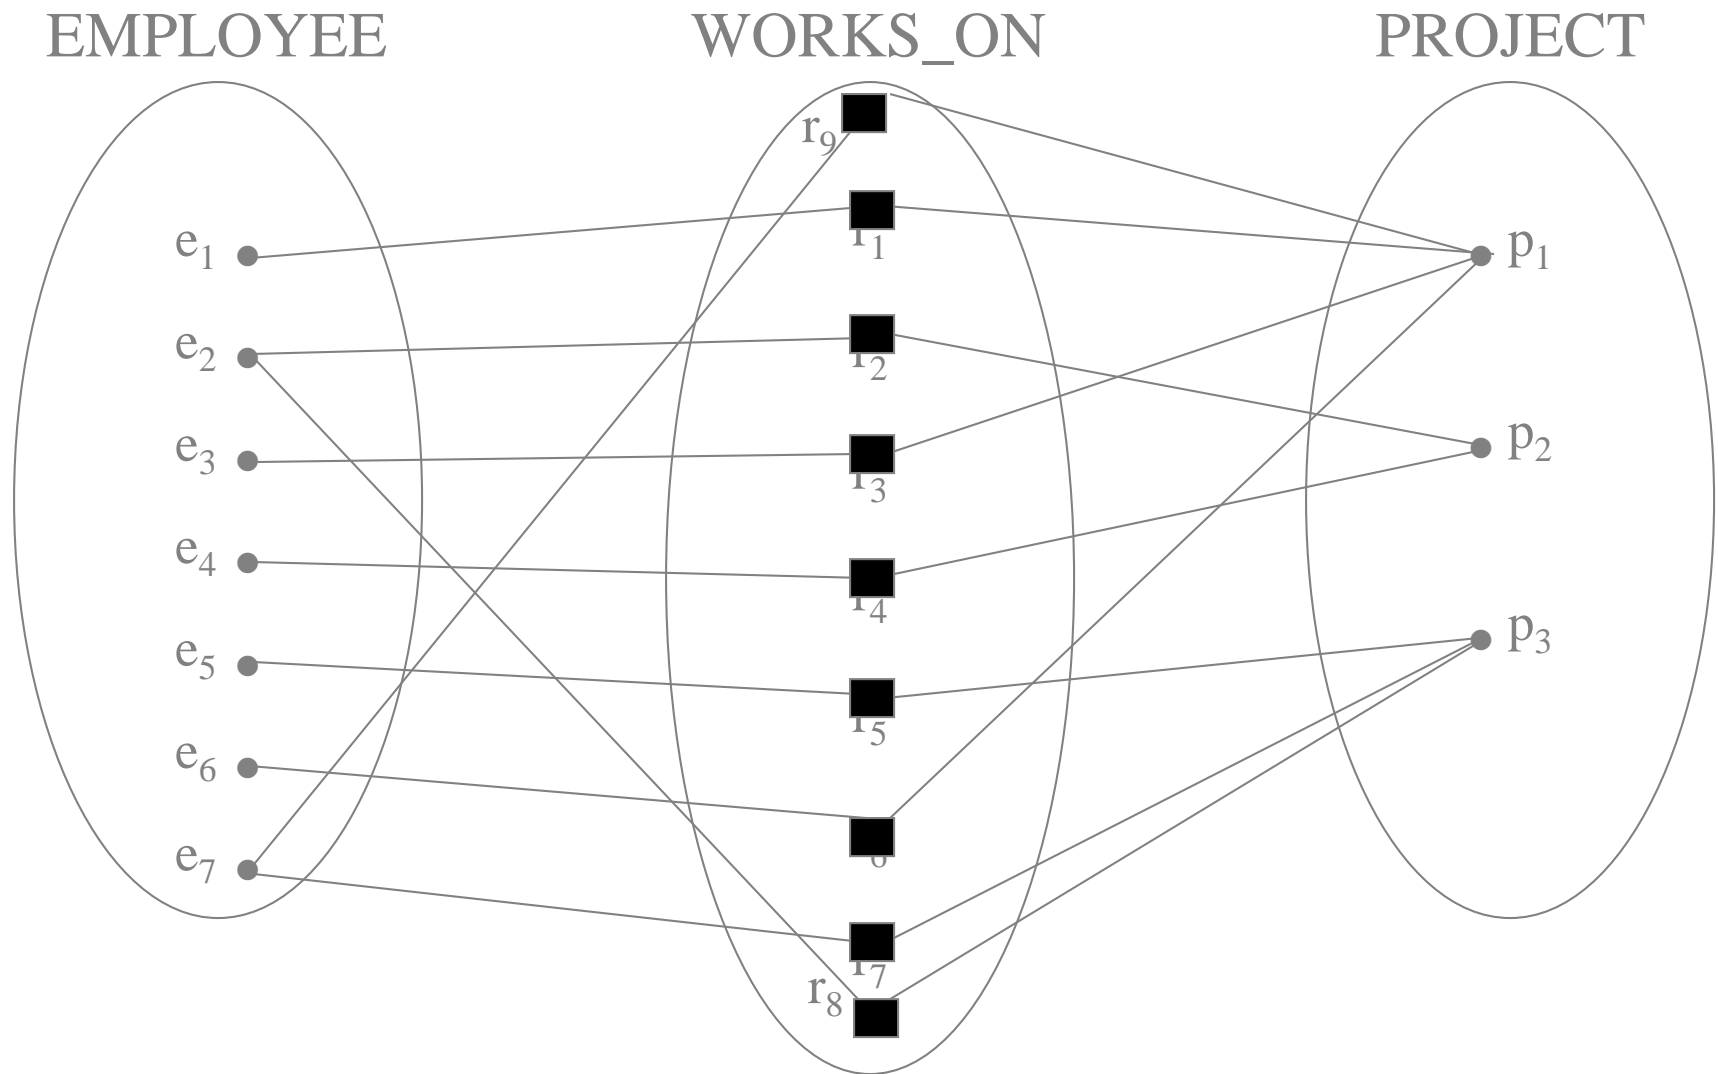 EMPLOYEE WORKS_ON PROJECT
r9
e1 r1 p1
e2 r2
e3 r3 p2
e4 r4
e5 r5 p3
e6 6
e7 r7
r8